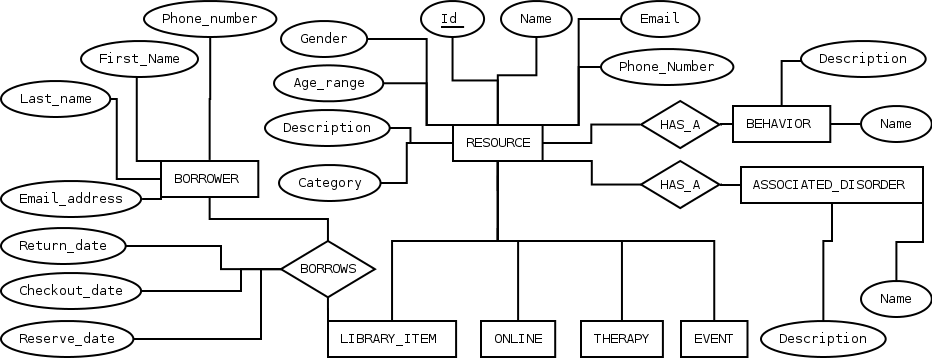 Phone_number
Id
Name
Email
Gender
First_Name
Description
Phone_Number
Age_range
Last_name
Description
HAS_A
BEHAVIOR
Name
RESOURCE
BORROWER
Category
HAS_A
ASSOCIATED_DISORDER
Email_address
Return_date
BORROWS
Checkout_date
Name
Reserve_date
LIBRARY_ITEM
ONLINE
THERAPY
EVENT
Description